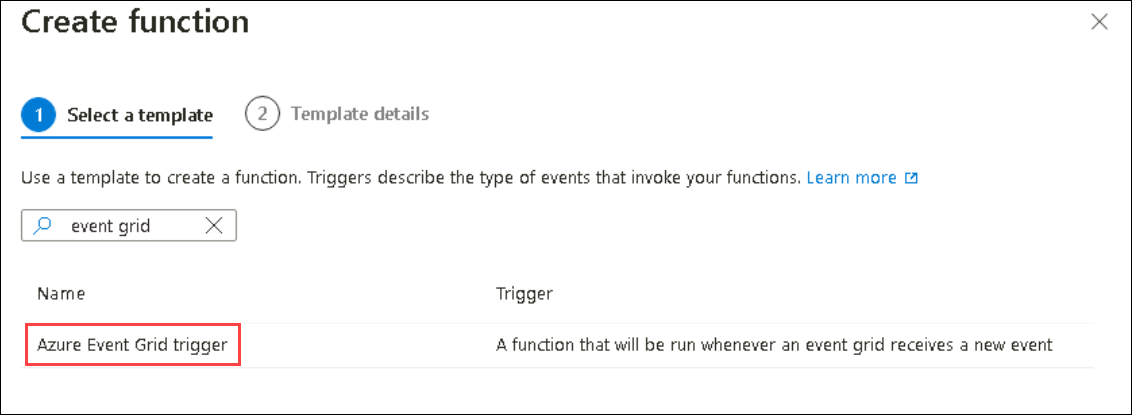 Create function
1 Select a template 2 Template details
Use a template to create a function. Triggers describe the type of events that invoke your functions. Learn more
event grid
Name Trigger
Azure Event Grid trigger A function that will be run whenever an event grid receives a new event